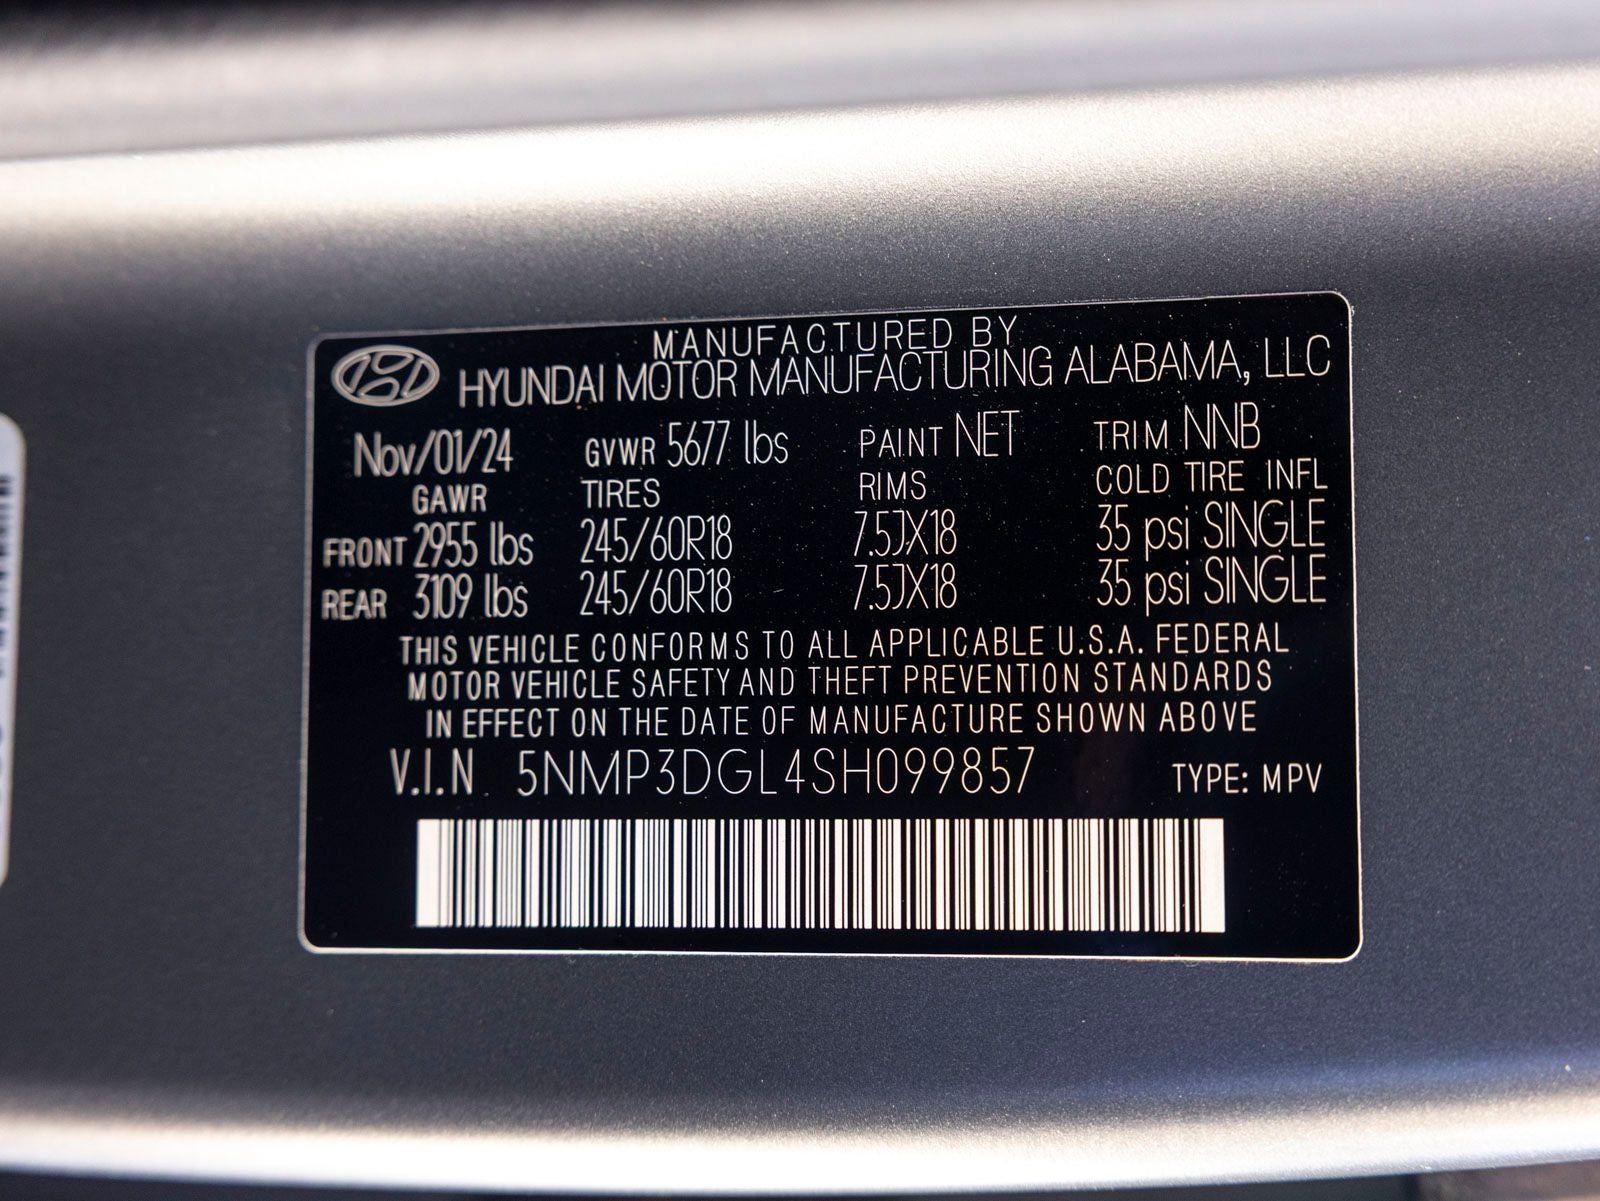 MANUFACTURED BY
HYUNDAI MOTOR MANUFACTURING ALABAMA, LLC
Nov/01/24 GVWR 5677 lbs PAINT NET TRIM NNB
GAWR TIRES RIMS COLD TIRE INFL
FRONT 2955 lbs 245/60R18 7.5JX18 35 psi SINGLE
REAR 3109 lbs 245/60R18 7.5JX18 35 psi SINGLE
THIS VEHICLE CONFORMS TO ALL APPLICABLE U.S.A. FEDERAL
MOTOR VEHICLE SAFETY AND THEFT PREVENTION STANDARDS
IN EFFECT ON THE DATE OF MANUFACTURE SHOWN ABOVE
V.I.N 5NMP3DGL4SH099857 TYPE: MPV